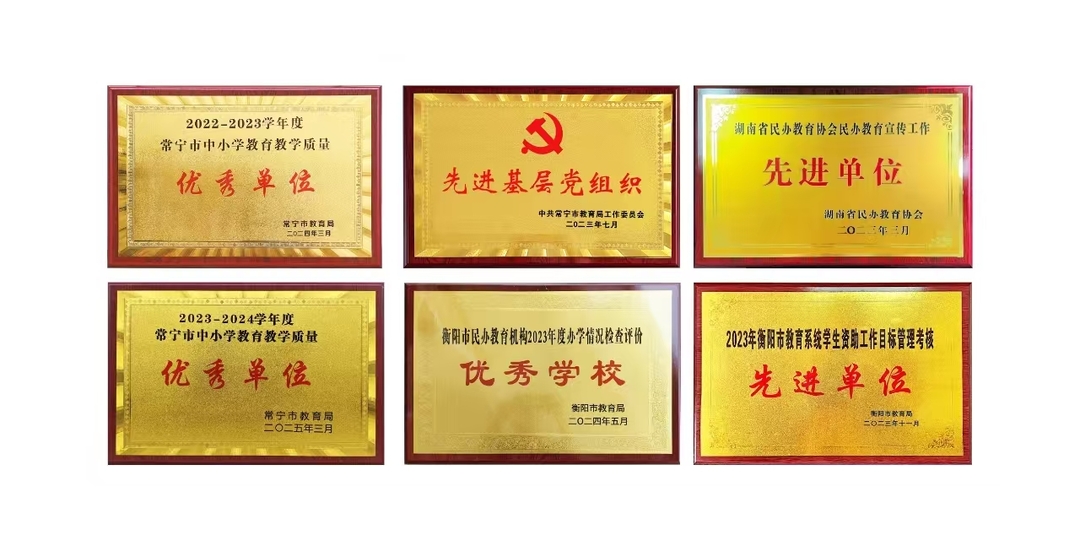 2022-2023学年度
常宁市中小学教育教学质量
优秀单位
常宁市教育局
二〇二四年三月
先进基层党组织
中共常宁市教育局工作委员会
二〇二三年七月
湖南省民办教育协会民办教育宣传工作
先进单位
湖南省民办教育协会
二〇二三年三月
2023-2024学年度
常宁市中小学教育教学质量
优秀单位
常宁市教育局
二〇二五年三月
衡阳市民办教育机构2023年度办学情况检查评价
优秀学校
衡阳市教育局
二〇二四年五月
2023年衡阳市教育系统学生资助工作目标管理考核
先进单位
衡阳市教育局
二〇二三年十一月